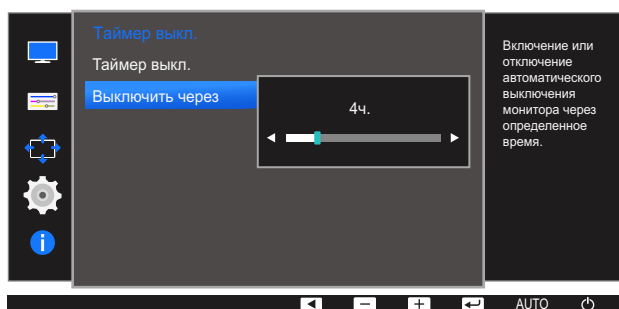 Таймер выкл.
Таймер выкл.
Выключить через
4ч.
Включение или
отключение
автоматического
выключения
монитора через
определенное
время.
AUTO